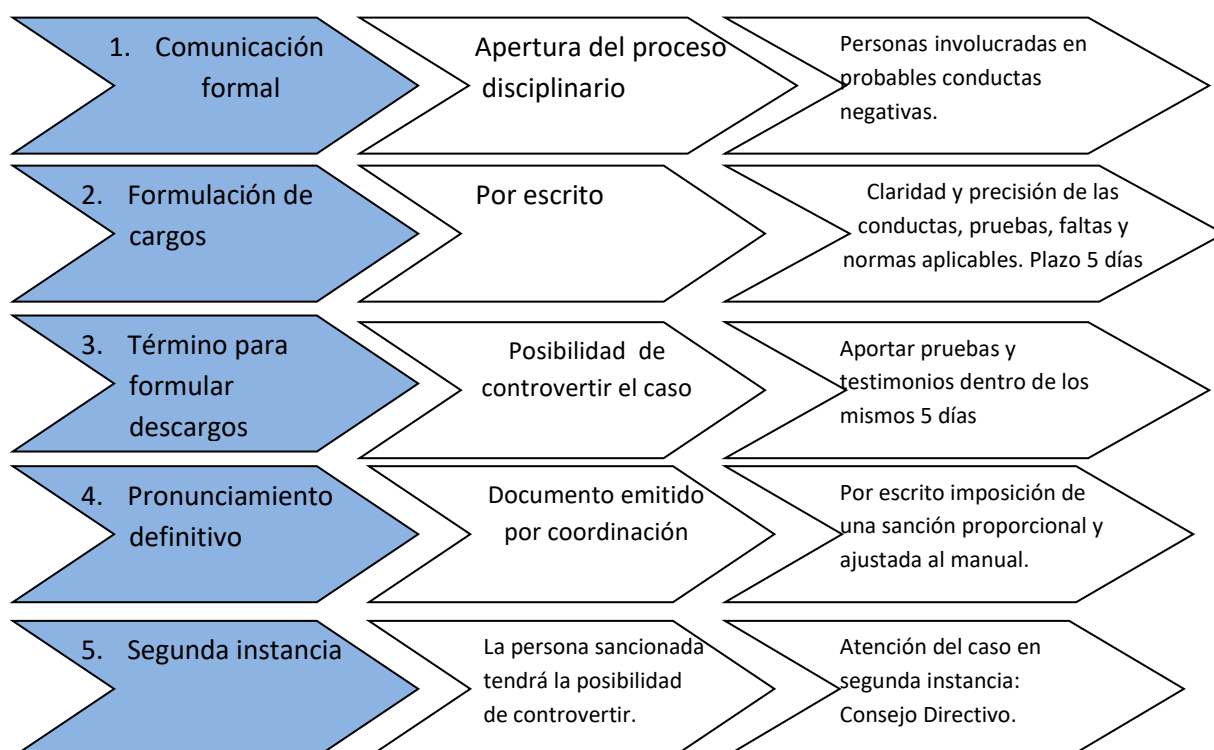 1. Comunicación
formal
Apertura del proceso
disciplinario
Personas involucradas en
probables conductas
negativas.
2. Formulación de
cargos
Por escrito
Claridad y precisión de las
conductas, pruebas, faltas y
normas aplicables. Plazo 5 días
3. Término para
formular
descargos
Posibilidad de
controvertir el caso
Aportar pruebas y
testimonios dentro de los
mismos 5 días
4. Pronunciamiento
definitivo
Documento emitido
por coordinación
Por escrito imposición de
una sanción proporcional y
ajustada al manual.
5. Segunda instancia
La persona sancionada
tendrá la posibilidad
de controvertir.
Atención del caso en
segunda instancia:
Consejo Directivo.